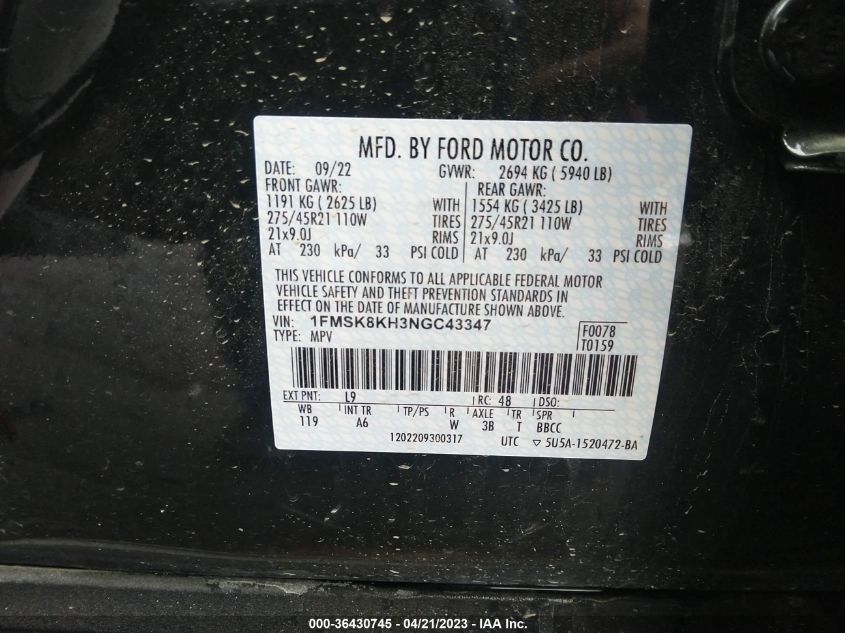 MFD. BY FORD MOTOR CO.
DATE: 09/22 GVWR: 2694 KG ( 5940 LB)
FRONT GAWR: REAR GAWR:
1191 KG ( 2625 LB) WITH 1554 KG ( 3425 LB) WITH
275/45R21 110W TIRES 275/45R21 110W TIRES
21x9.0J RIMS 21x9.0J RIMS
AT 230 kPa/ 33 PSI COLD AT 230 kPa/ 33 PSI COLD
THIS VEHICLE CONFORMS TO ALL APPLICABLE FEDERAL MOTOR
VEHICLE SAFETY AND THEFT PREVENTION STANDARDS IN
EFFECT ON THE DATE OF MANUFACTURE SHOWN ABOVE.
VIN: 1FMSK8KH3NGC43347 F0078
TYPE: MPV T0159
EXT PNT: L9 RC: 48 DSO:
WB INT TR TP/PS R AXLE TR SPR
119 A6 W 3B T BBCC
1202209300317 UTC ▽ 5U5A-1520472-BA
000-36430745 - 04/21/2023 - IAA Inc.